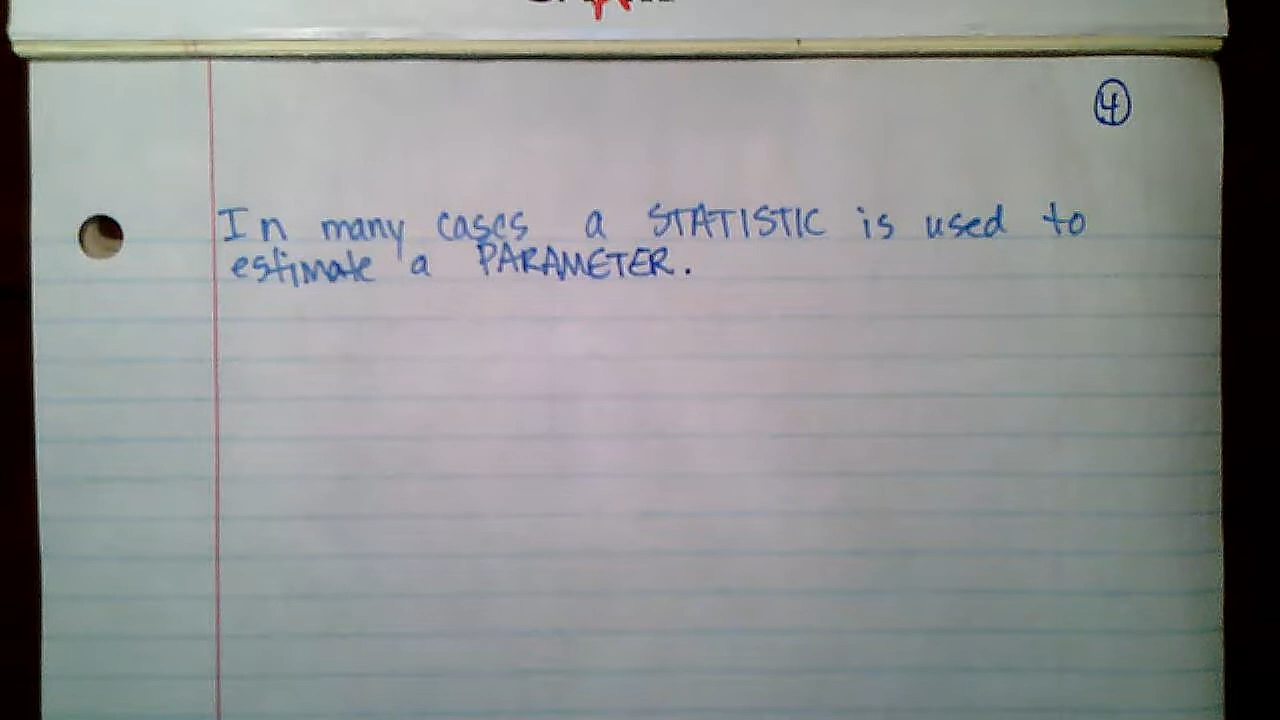 ④
In many cases a STATISTIC is used to
estimate a PARAMETER.